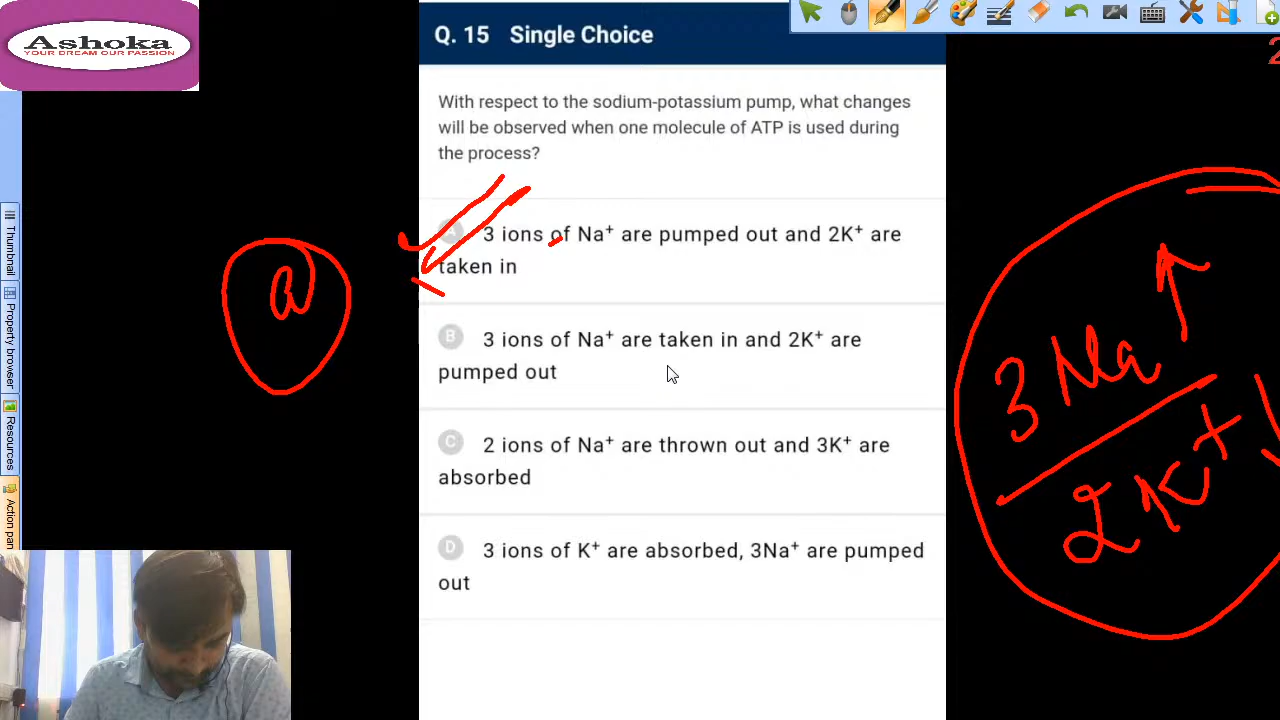 Ashoka
YOUR DREAM OUR PASSION
Q. 15 Single Choice
With respect to the sodium-potassium pump, what changes
will be observed when one molecule of ATP is used during
the process?
A 3 ions of Na⁺ are pumped out and 2K⁺ are
taken in
B 3 ions of Na⁺ are taken in and 2K⁺ are
pumped out
C 2 ions of Na⁺ are thrown out and 3K⁺ are
absorbed
D 3 ions of K⁺ are absorbed, 3Na⁺ are pumped
out
a
3 Na ↑
2 K+
2
Thumbnail
Property browser
Resources
Action pan